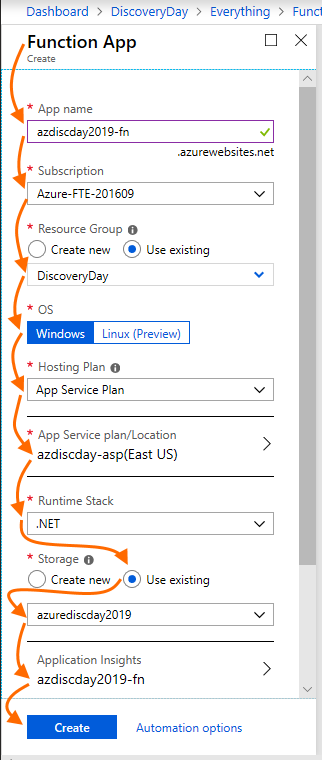 Dashboard > DiscoveryDay > Everything > Funct
Function App
Create
* App name
azdiscday2019-fn
.azurewebsites.net
* Subscription
Azure-FTE-201609
* Resource Group
Create new Use existing
DiscoveryDay
* OS
Windows Linux (Preview)
* Hosting Plan
App Service Plan
* App Service plan/Location
azdiscday-asp(East US)
* Runtime Stack
.NET
* Storage
Create new Use existing
azurediscday2019
Application Insights
azdiscday2019-fn
Create Automation options